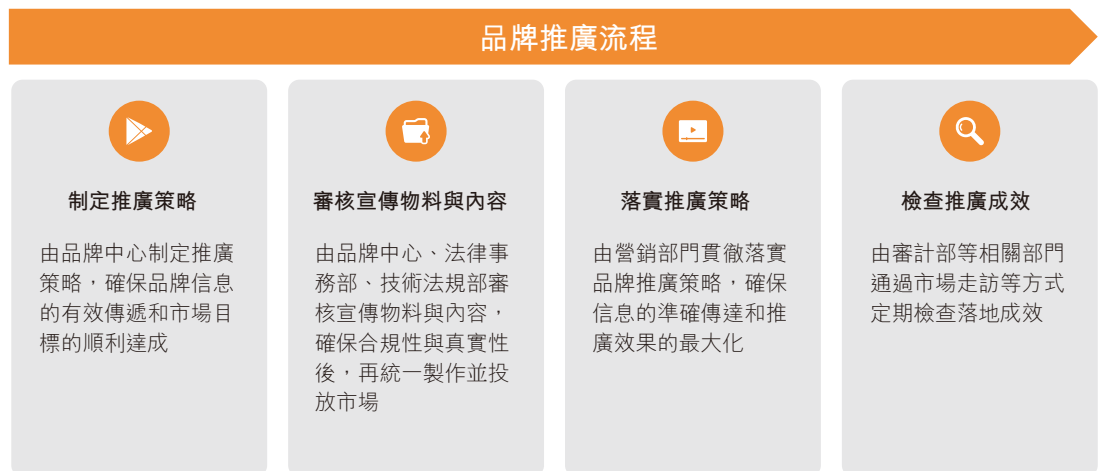 品牌推廣流程
制定推廣策略
由品牌中心制定推廣
策略，確保品牌信息
的有效傳遞和市場目
標的順利達成
審核宣傳物料與內容
由品牌中心、法律事
務部、技術法規部審
核宣傳物料與內容，
確保合規性與真實性
後，再統一製作並投
放市場
落實推廣策略
由營銷部門貫徹落實
品牌推廣策略，確保
信息的準確傳達和推
廣效果的最大化
檢查推廣成效
由審計部等相關部門
通過市場走訪等方式
定期檢查落地成效